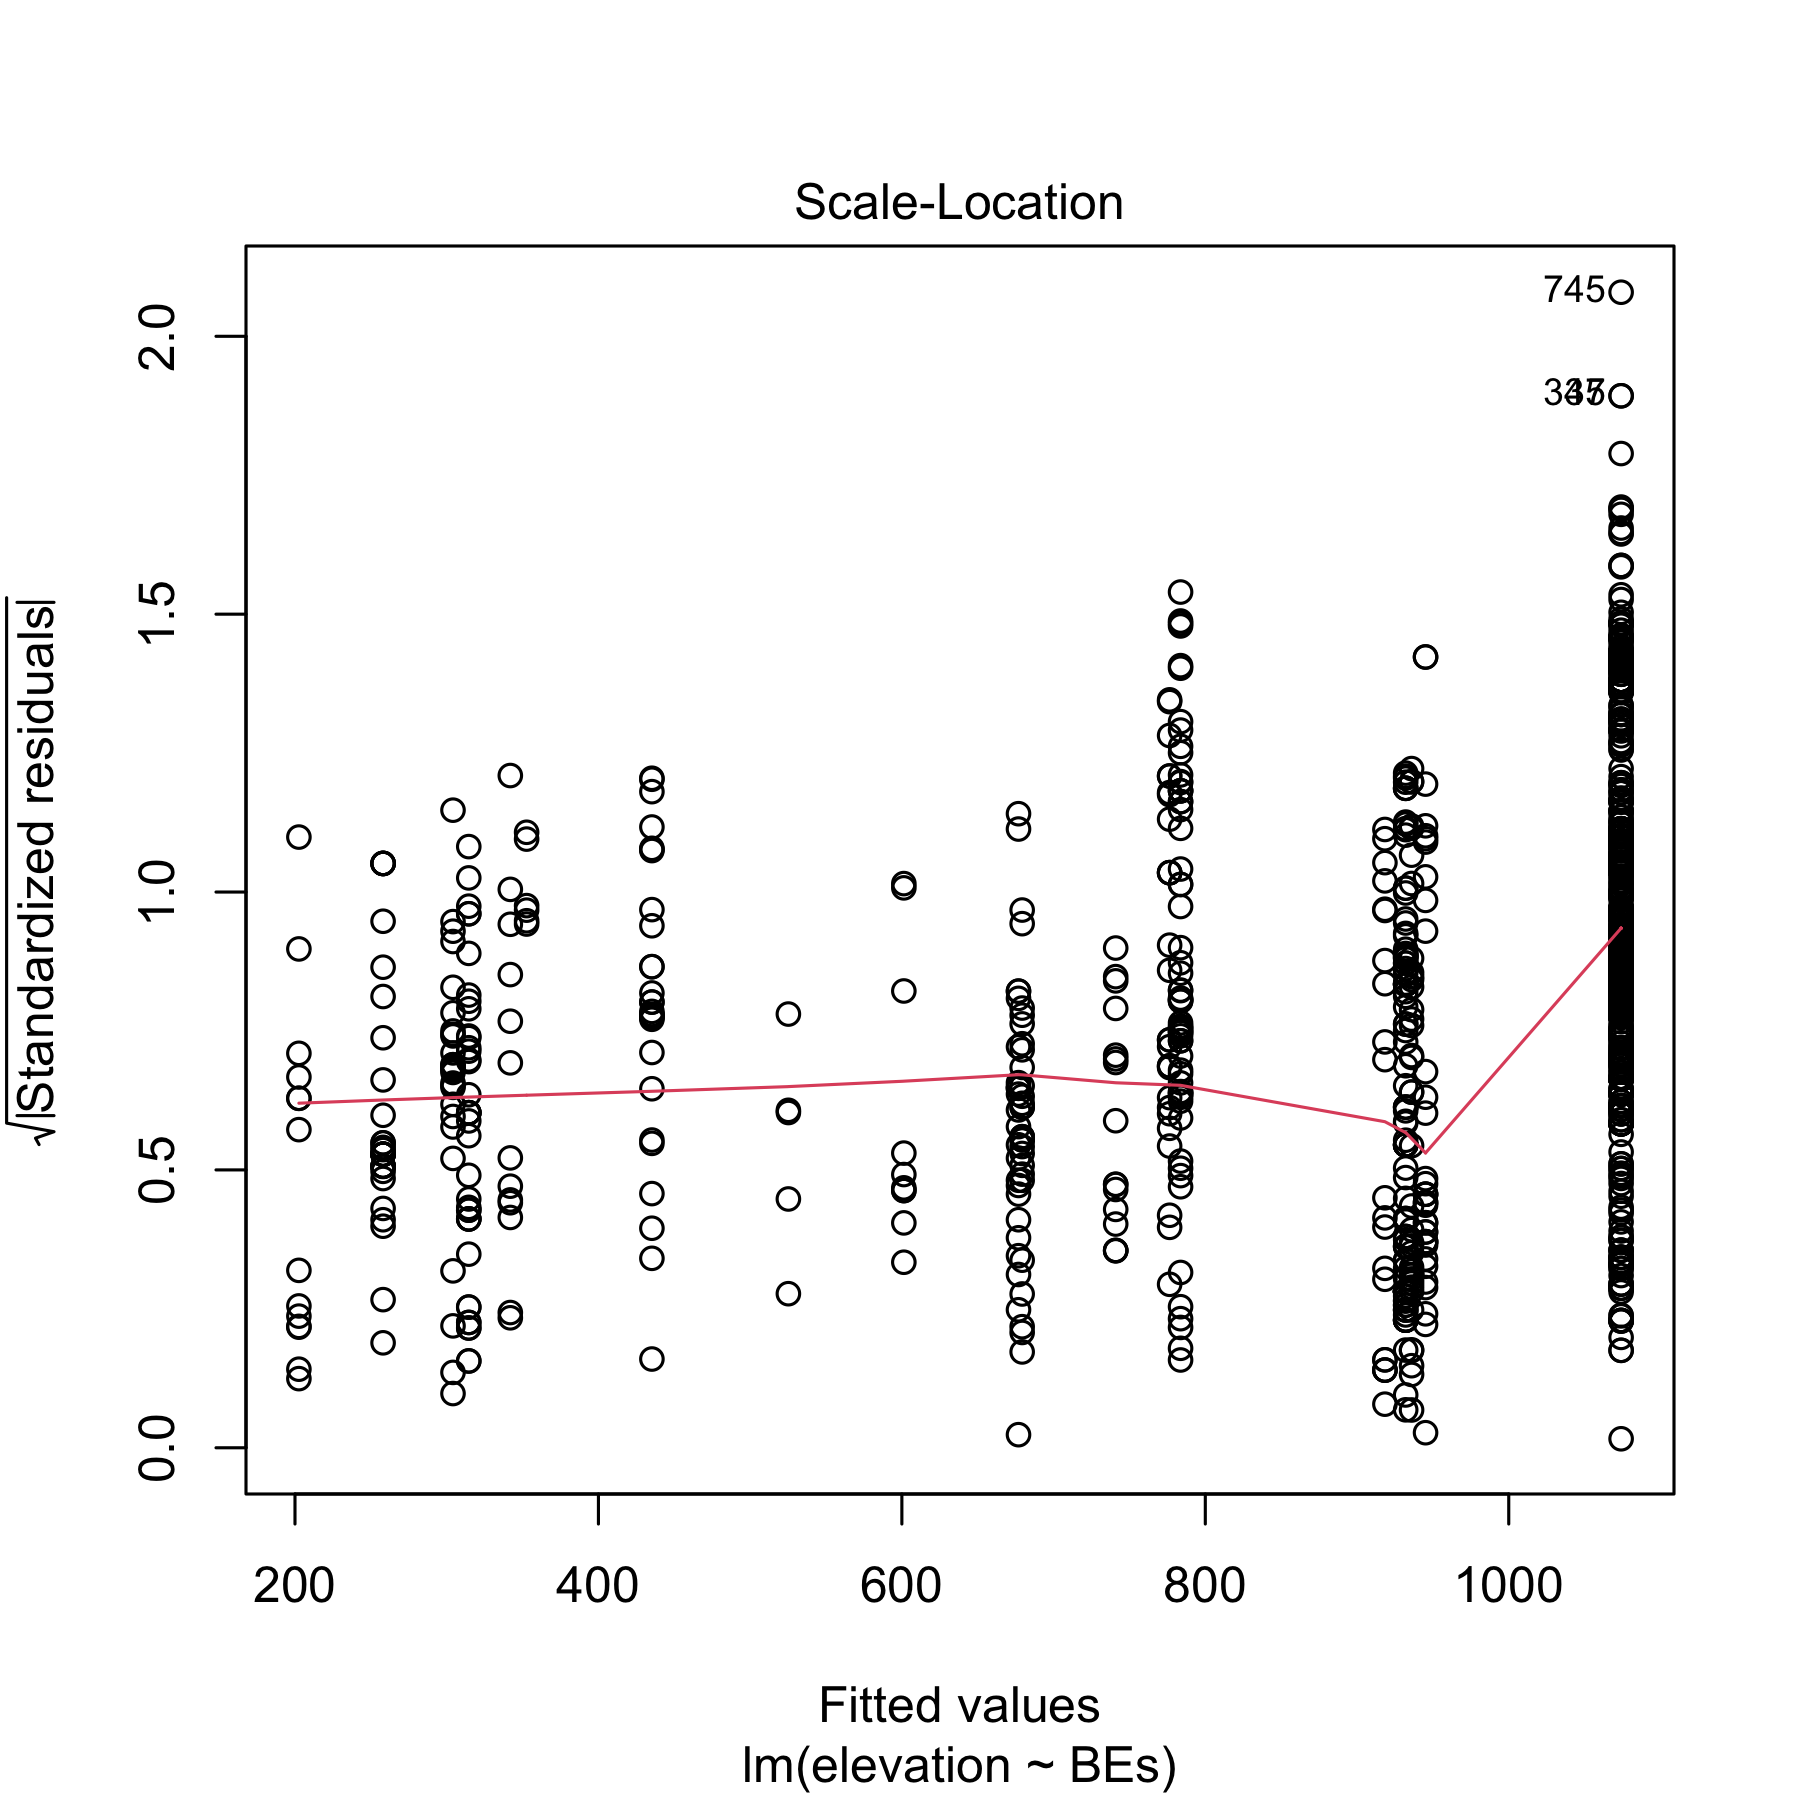 Scale-Location
745
2.0
1.5
1.0
0.5
0.0
√|Standardized residuals|
200 400 600 800 1000
Fitted values
lm(elevation ~ BEs)